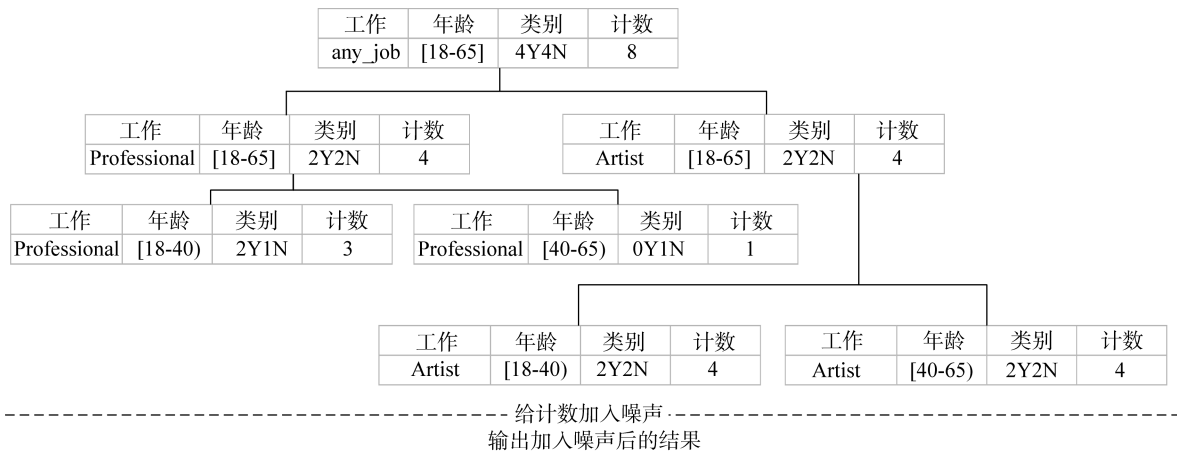 工作 年龄 类别 计数
any_job [18-65] 4Y4N 8
工作 年龄 类别 计数
Professional [18-65] 2Y2N 4
工作 年龄 类别 计数
Artist [18-65] 2Y2N 4
工作 年龄 类别 计数
Professional [18-40) 2Y1N 3
工作 年龄 类别 计数
Professional [40-65) 0Y1N 1
工作 年龄 类别 计数
Artist [18-40) 2Y2N 4
工作 年龄 类别 计数
Artist [40-65) 2Y2N 4
给计数加入噪声
输出加入噪声后的结果